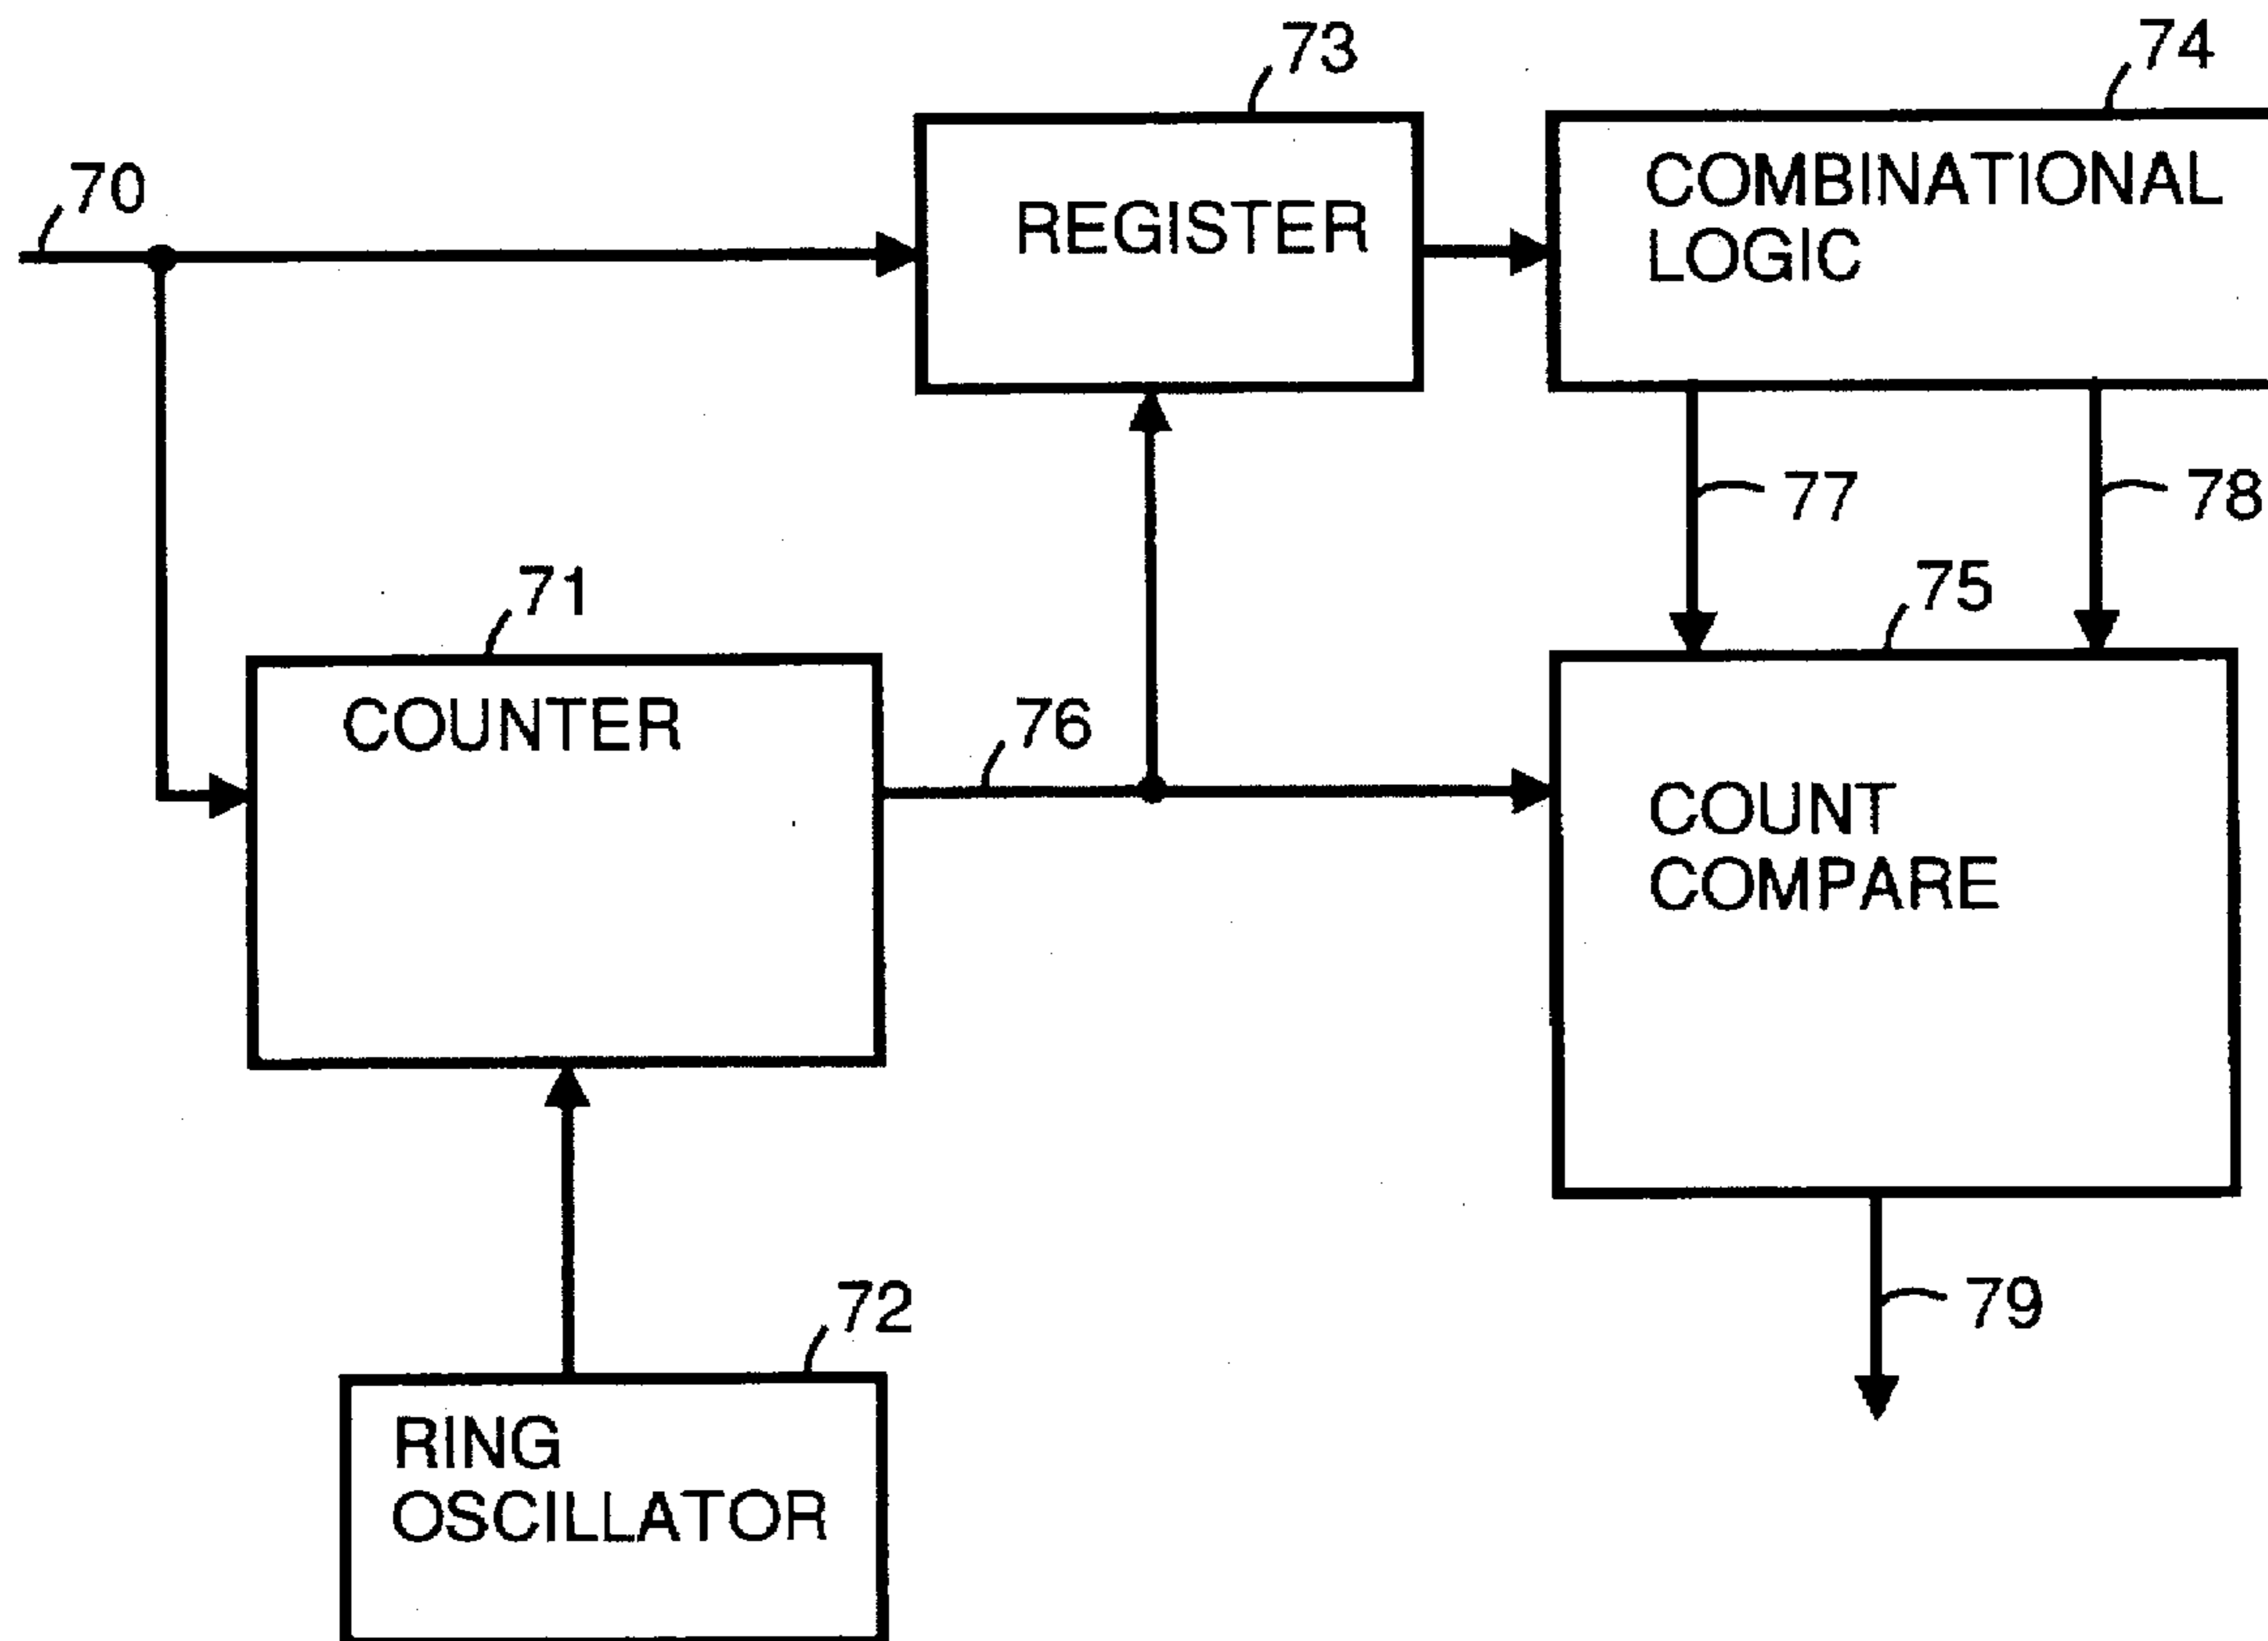 73
74
70
REGISTER
COMBINATIONAL
LOGIC
77
78
71
75
COUNTER
76
COUNT
COMPARE
72
79
RING
OSCILLATOR